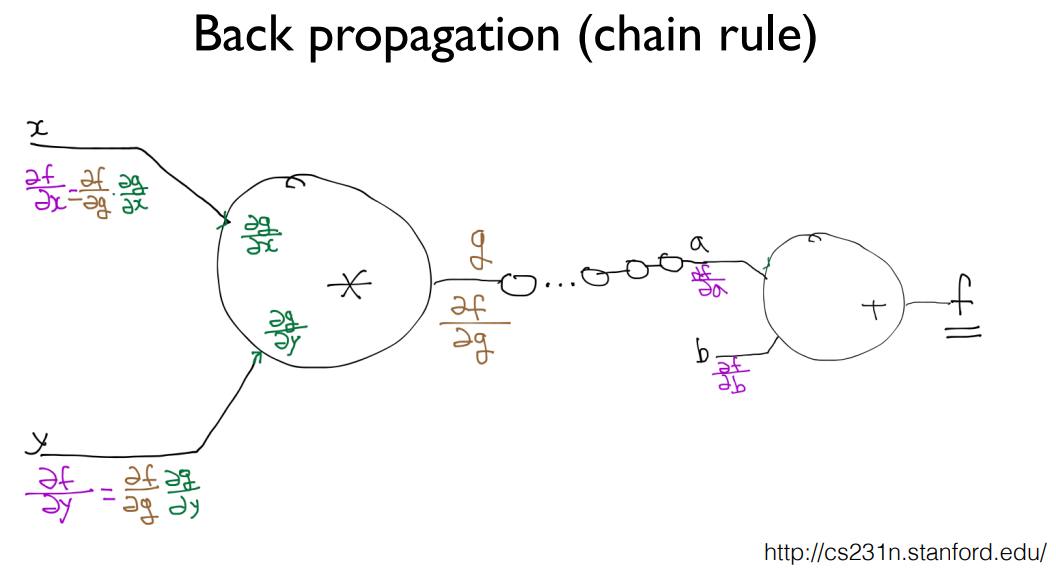 Back propagation (chain rule)
x
∂f/∂x = ∂f/∂g · ∂g/∂x
∂g/∂x
*
∂g/∂y
g
∂f/∂g
...
a
∂f/∂a
b
∂f/∂b
+
f
y
∂f/∂y = ∂f/∂g ∂g/∂y
http://cs231n.stanford.edu/